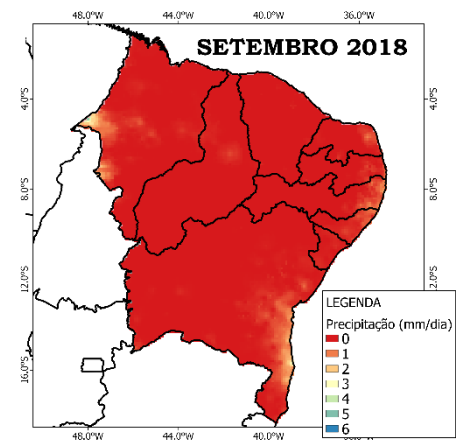 48.0°W 44.0°W 40.0°W 36.0°W
SETEMBRO 2018
4.0°S 4.0°S
8.0°S 8.0°S
12.0°S 12.0°S
16.0°S
LEGENDA
Precipitação (mm/dia)
0
1
2
3
4
5
6
48.0°W 44.0°W 40.0°W